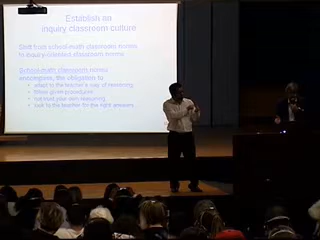 Establish an
inquiry classroom culture
Shift from school-math classroom norms
to inquiry-oriented classroom norms
School-math classroom norms
encompass the obligation to
• adapt to the teacher's way of reasoning
• follow given procedures
• not trust your own reasoning
• look to the teacher for the right answers